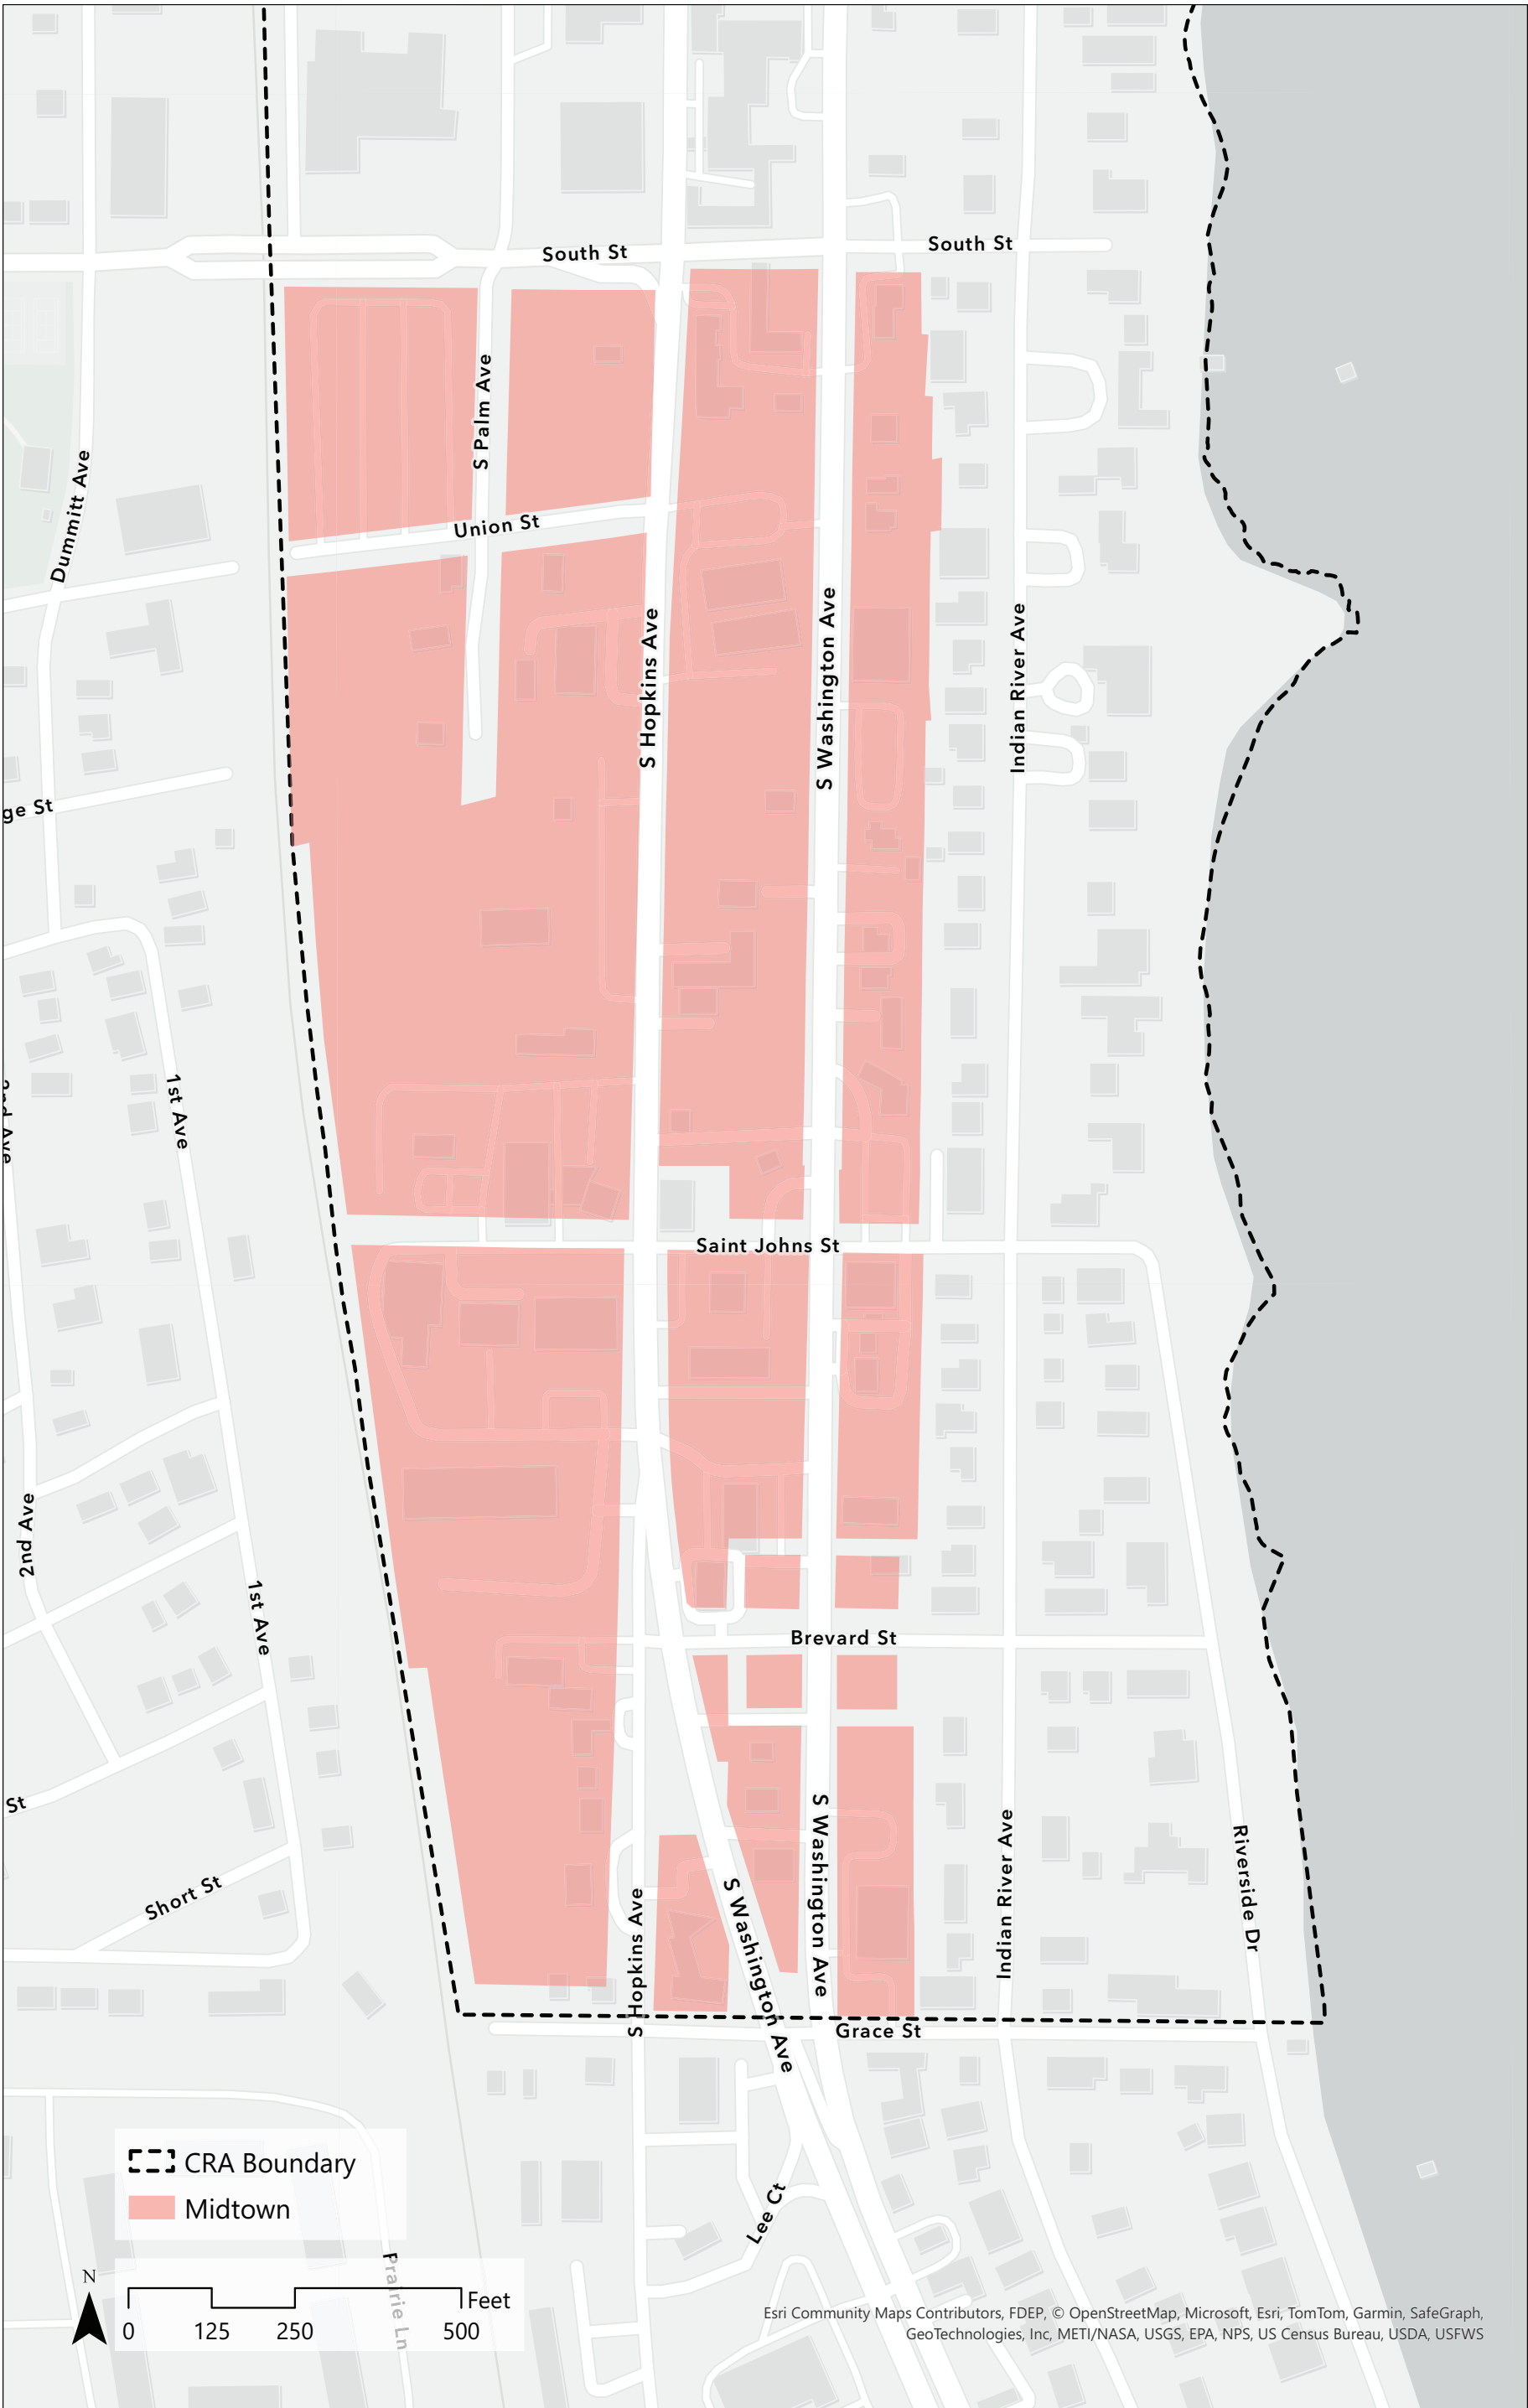 South St
South St
S Palm Ave
Dummitt Ave
Union St
S Hopkins Ave
S Washington Ave
Indian River Ave
ge St
1st Ave
2nd Ave
Saint Johns St
2nd Ave
1st Ave
Brevard St
St
Short St
S Hopkins Ave
S Washington Ave
S Washington Ave
Indian River Ave
Riverside Dr
Grace St
Lee Ct
Prairie Ln
CRA Boundary
Midtown
N
Feet
0 125 250 500
Esri Community Maps Contributors, FDEP, © OpenStreetMap, Microsoft, Esri, TomTom, Garmin, SafeGraph,
GeoTechnologies, Inc, METI/NASA, USGS, EPA, NPS, US Census Bureau, USDA, USFWS